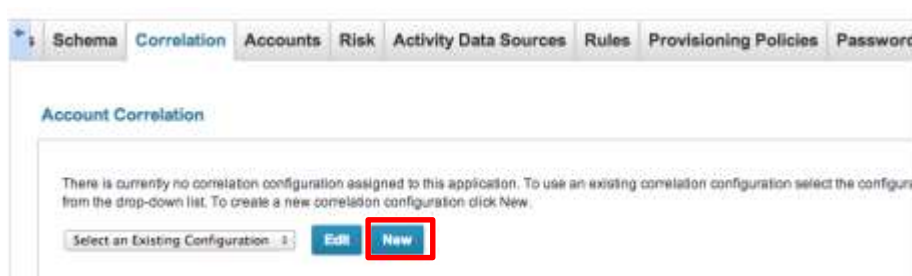 s Schema Correlation Accounts Risk Activity Data Sources Rules Provisioning Policies Password
Account Correlation
There is currently no correlation configuration assigned to this application. To use an existing correlation configuration select the configura
from the drop-down list. To create a new correlation configuration click New.
Select an Existing Configuration Edit New